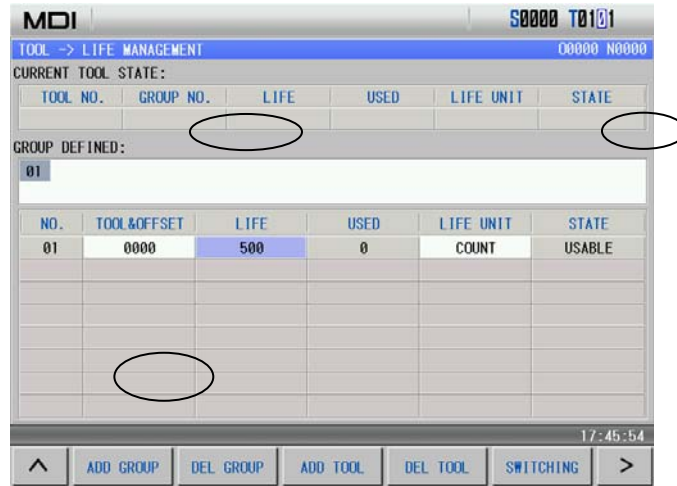 MDI S0000 T0101
TOOL -> LIFE MANAGEMENT O0000 N0000
CURRENT TOOL STATE:
TOOL NO. GROUP NO. LIFE USED LIFE UNIT STATE
GROUP DEFINED:
01
NO. TOOL&OFFSET LIFE USED LIFE UNIT STATE
01 0000 500 0 COUNT USABLE
17:45:54
^ ADD GROUP DEL GROUP ADD TOOL DEL TOOL SWITCHING >